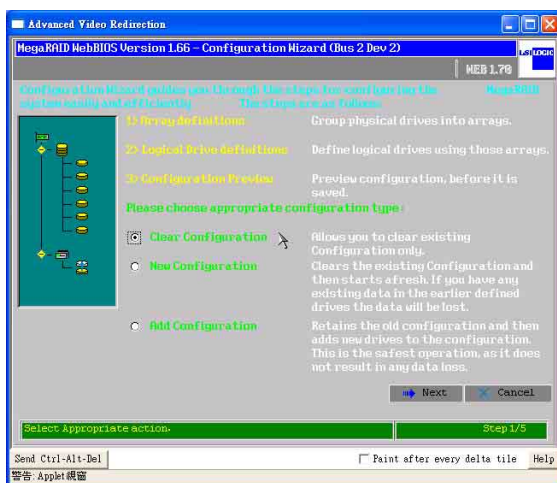 Advanced Video Redirection
MegaRAID WebBIOS Version 1.66 - Configuration Wizard (Bus 2 Dev 2)
LSI LOGIC
WEB 1.70
Configuration Wizard guides you through the steps for configuring the MegaRAID
system easily and efficiently. The steps are as follows.
1> Array definitions Group physical drives into arrays.
2> Logical Drive definitions Define logical drives using those arrays.
3> Configuration Preview Preview configuration, before it is
saved.
Please choose appropriate configuration type:
Clear Configuration Allows you to clear existing
Configuration only.
New Configuration Clears the existing Configuration and
then starts afresh. If you have any
existing data in the earlier defined
drives the data will be lost.
Add Configuration Retains the old configuration and then
adds new drives to the configuration.
This is the safest operation, as it does
not result in any data loss.
Next Cancel
Select Appropriate action. Step 1/5
Send Ctrl-Alt-Del Paint after every delta tile Help
警告: Applet 視窗